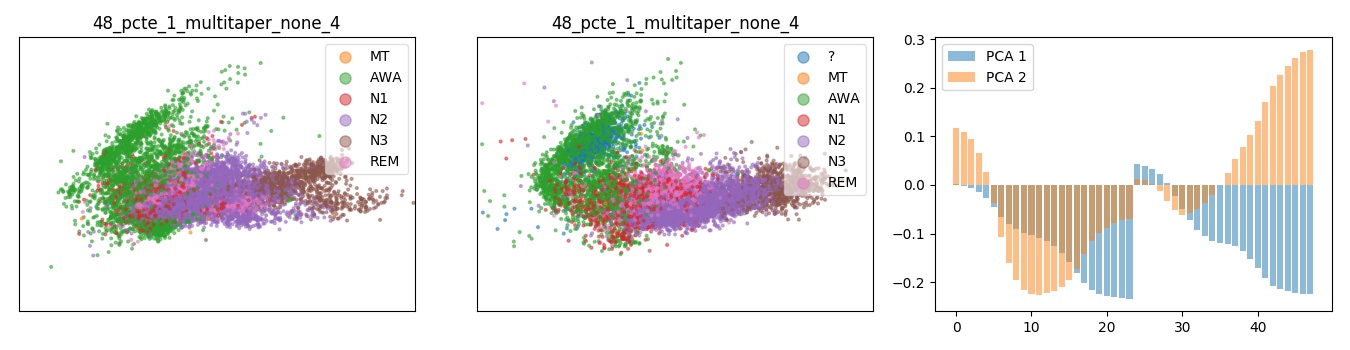 48_pcte_1_multitaper_none_4
MT
AWA
N1
N2
N3
REM
48_pcte_1_multitaper_none_4
?
MT
AWA
N1
N2
N3
REM
PCA 1
PCA 2
0.3
0.2
0.1
0.0
−0.1
−0.2
0 10 20 30 40